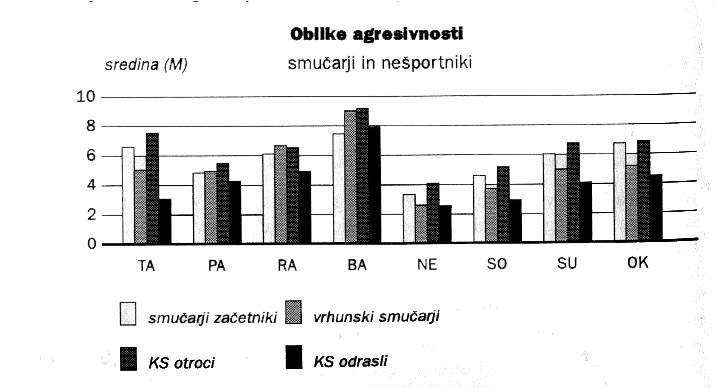 Oblike agresivnosti
sredina (M)
smučarji in nešportniki
10
8
6
4
2
0
TA PA RA BA NE SO SU OK
smučarji začetniki
vrhunski smučarji
KS otroci
KS odrasli